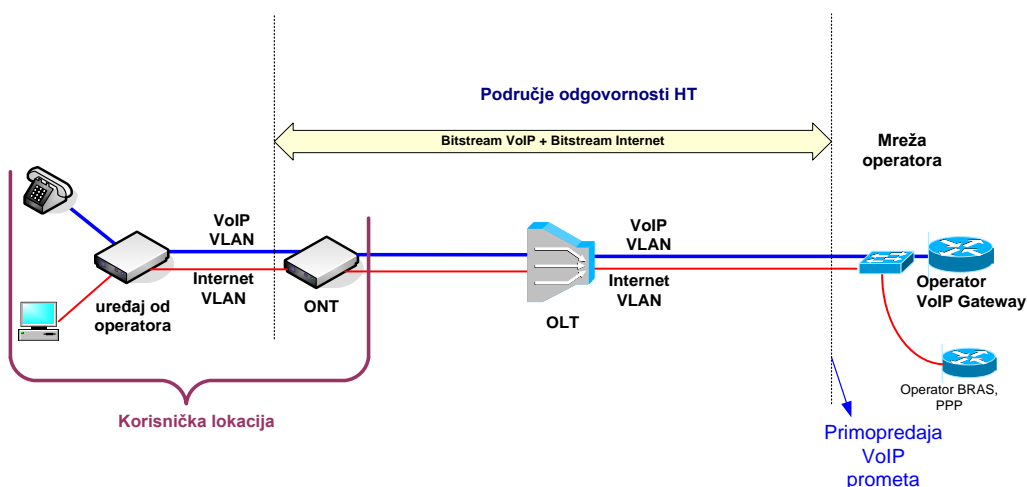 Područje odgovornosti HT
Bitstream VoIP + Bitstream Internet
Mreža
operatora
VoIP
VLAN
Internet
VLAN
uređaj od
operatora
ONT
OLT
VoIP
VLAN
Internet
VLAN
Operator
VoIP Gateway
Operator BRAS,
PPP
Korisnička lokacija
Primopredaja
VoIP
prometa